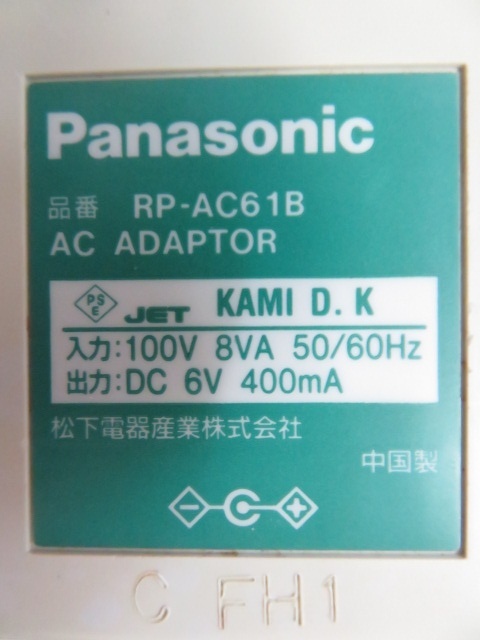 Panasonic
品番 RP-AC61B
AC ADAPTOR
PS E JET KAMI D.K
入力:100V 8VA 50/60Hz
出力:DC 6V 400mA
松下電器産業株式会社
中国製
- C +
C FH1